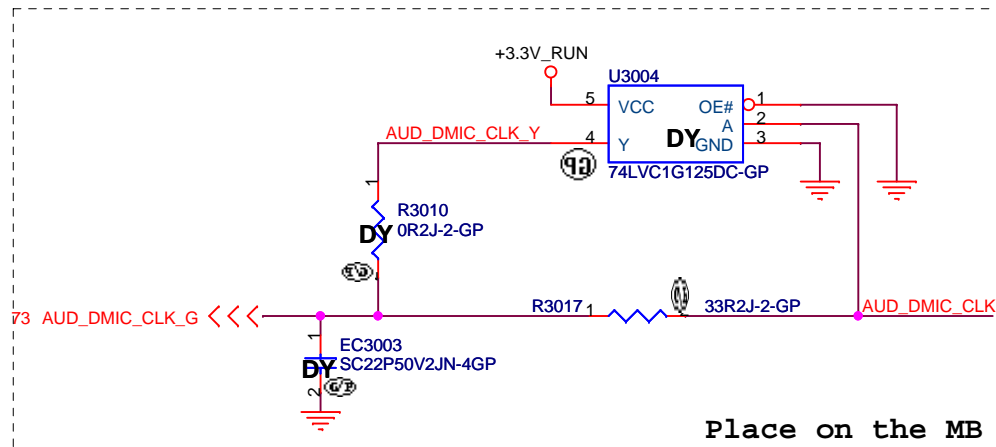 +3.3V_RUN
U3004
5 VCC OE# 1
A 2
AUD_DMIC_CLK_Y 4 Y DY GND 3
GP
74LVC1G125DC-GP
1
R3010
DY 0R2J-2-GP
R3017 1 33R2J-2-GP AUD_DMIC_CLK
73 AUD_DMIC_CLK_G
1
EC3003
DY SC22P50V2JN-4GP
2 G/P
Place on the MB